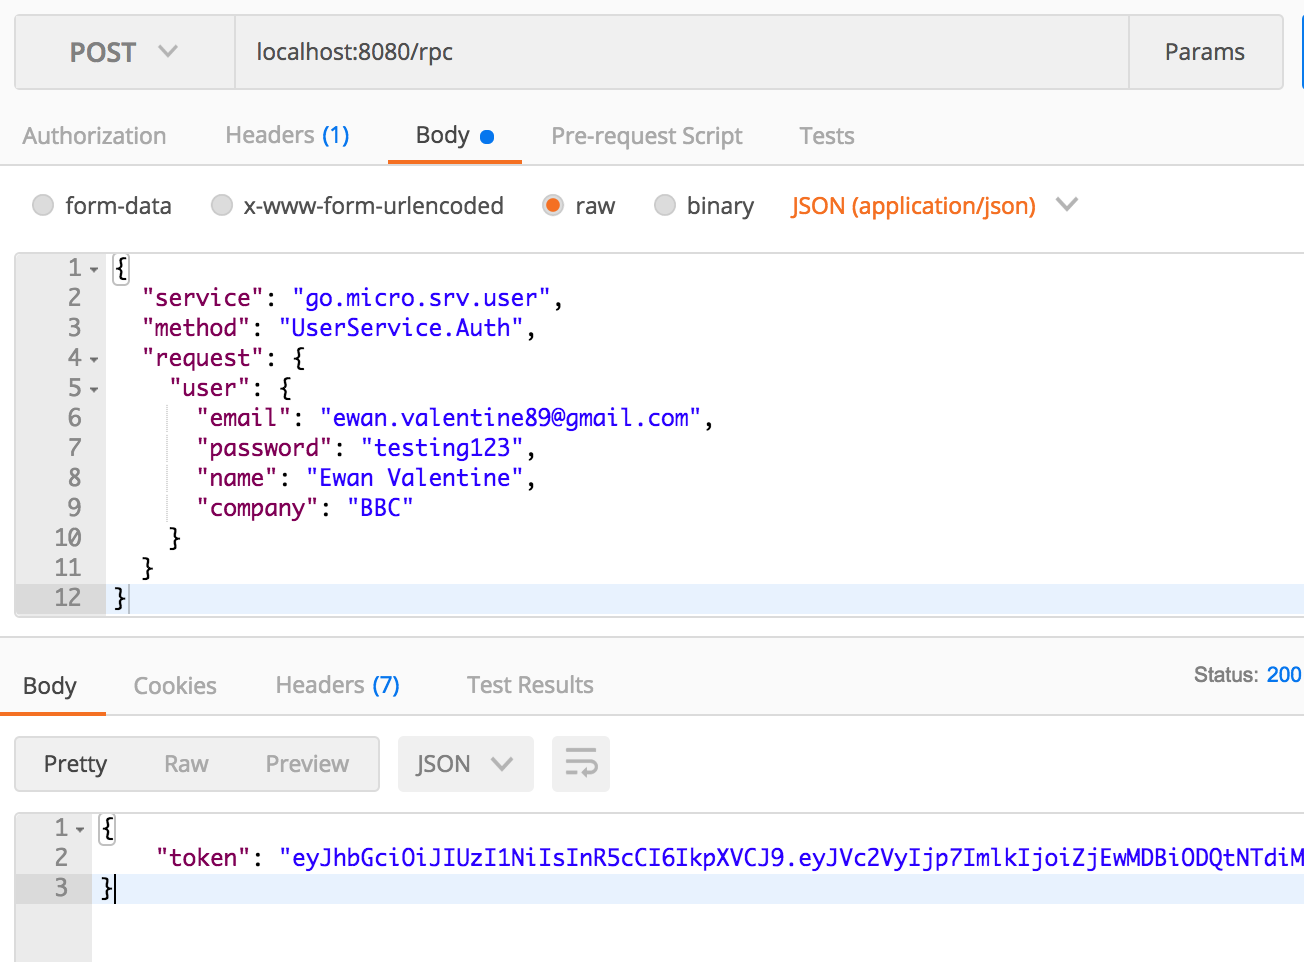 POST localhost:8080/rpc Params
Authorization Headers (1) Body Pre-request Script Tests
form-data x-www-form-urlencoded raw binary JSON (application/json)
1 {
2 "service": "go.micro.srv.user",
3 "method": "UserService.Auth",
4 "request": {
5 "user": {
6 "email": "ewan.valentine89@gmail.com",
7 "password": "testing123",
8 "name": "Ewan Valentine",
9 "company": "BBC"
10 }
11 }
12 }
Body Cookies Headers (7) Test Results Status: 200
Pretty Raw Preview JSON
1 {
2 "token": "eyJhbGciOiJIUzI1NiIsInR5cCI6IkpXVCJ9.eyJVc2VyIjp7ImlkIjoiZjEwMDBiODQtNTdiM
3 }